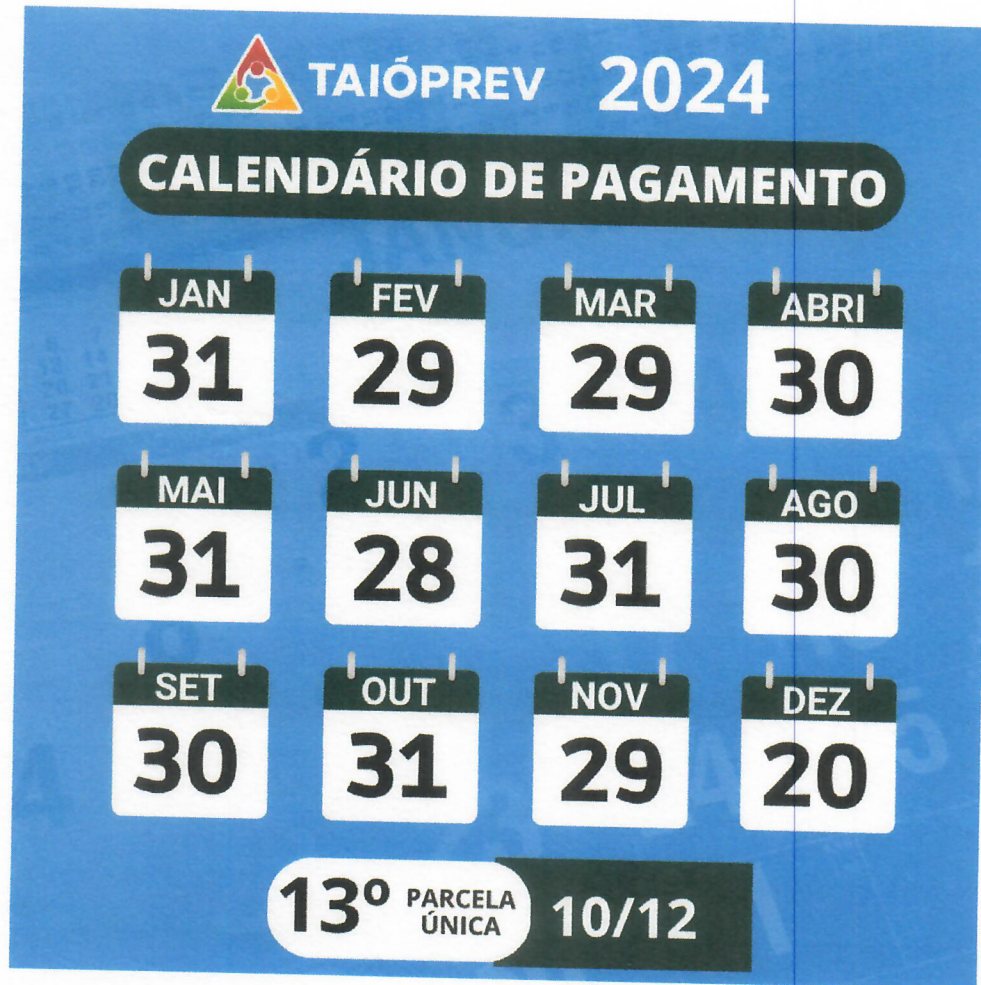 TAIÓPREV 2024
CALENDÁRIO DE PAGAMENTO
JAN FEV MAR ABRI
31 29 29 30
MAI JUN JUL AGO
31 28 31 30
SET OUT NOV DEZ
30 31 29 20
13º PARCELA ÚNICA 10/12